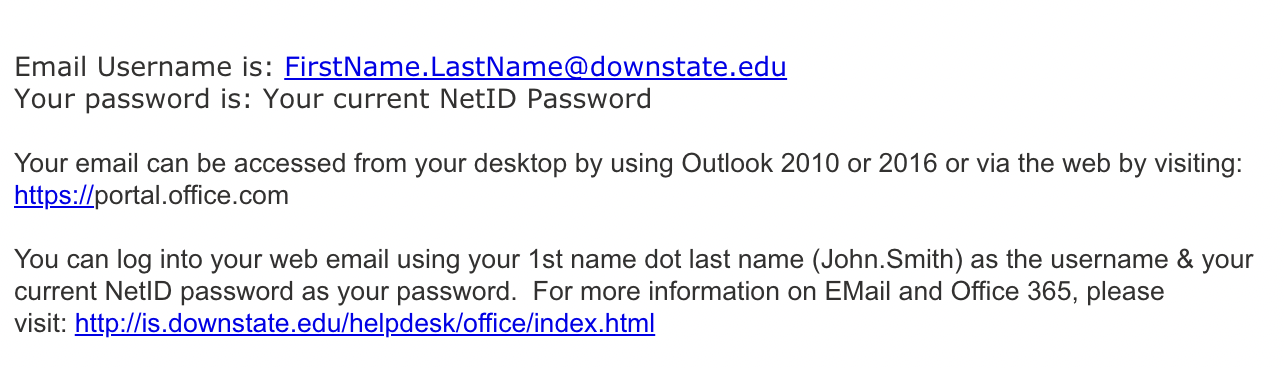 Email Username is: FirstName.LastName@downstate.edu
Your password is: Your current NetID Password
Your email can be accessed from your desktop by using Outlook 2010 or 2016 or via the web by visiting:
https://portal.office.com
You can log into your web email using your 1st name dot last name (John.Smith) as the username & your
current NetID password as your password.  For more information on EMail and Office 365, please
visit: http://is.downstate.edu/helpdesk/office/index.html